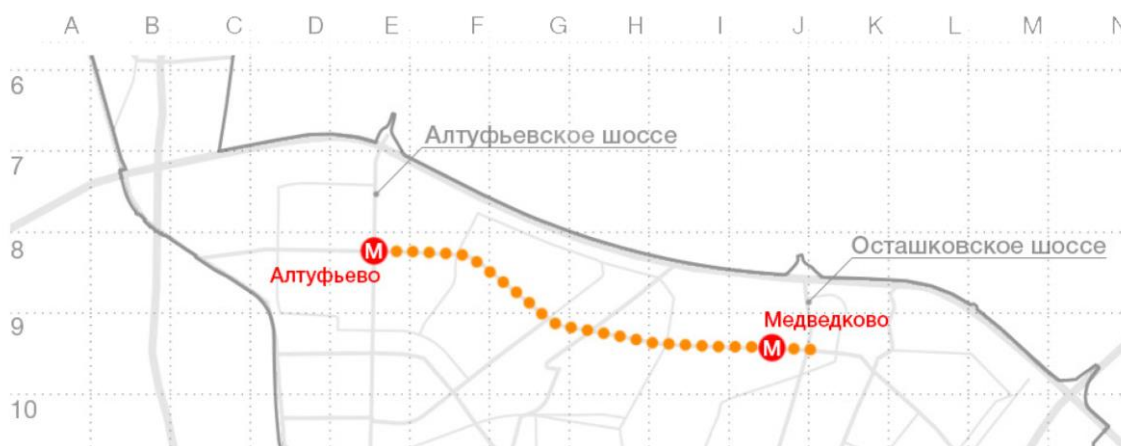 A B C D E F G H I J K L M N
6
Алтуфьевское шоссе
7
8
M
Осташковское шоссе
Алтуфьево
9
Медведково
M
10